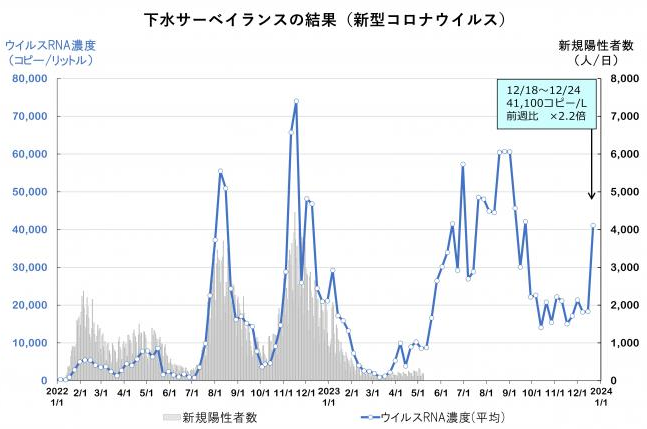 下水サーベイランスの結果（新型コロナウイルス）
ウイルスRNA濃度
（コピー/リットル）
新規陽性者数
（人/日）
12/18～12/24
41,100コピー/L
前週比　×2.2倍
80,000
70,000
60,000
50,000
40,000
30,000
20,000
10,000
0
8,000
7,000
6,000
5,000
4,000
3,000
2,000
1,000
0
2022 2/1 3/1 4/1 5/1 6/1 7/1 8/1 9/1 10/1 11/1 12/1 2023 2/1 3/1 4/1 5/1 6/1 7/1 8/1 9/1 10/1 11/1 12/1 2024
1/1 1/1 1/1
新規陽性者数 ウイルスRNA濃度(平均)